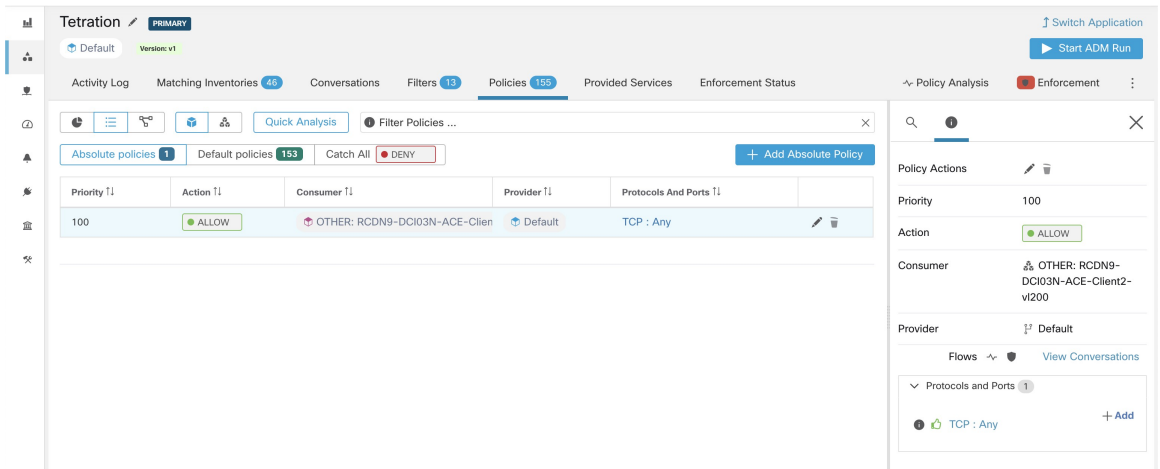 Tetration PRIMARY
Switch Application
Default Version: v1
Start ADM Run
Activity Log Matching Inventories 46 Conversations Filters 13 Policies 155 Provided Services Enforcement Status Policy Analysis Enforcement
Quick Analysis Filter Policies ...
Absolute policies 1 Default policies 153 Catch All DENY + Add Absolute Policy
Priority Action Consumer Provider Protocols And Ports
100 ALLOW OTHER: RCDN9-DCI03N-ACE-Clien Default TCP : Any
Policy Actions
Priority 100
Action ALLOW
Consumer OTHER: RCDN9-
DCI03N-ACE-Client2-
vl200
Provider Default
Flows View Conversations
Protocols and Ports 1
+ Add
TCP : Any